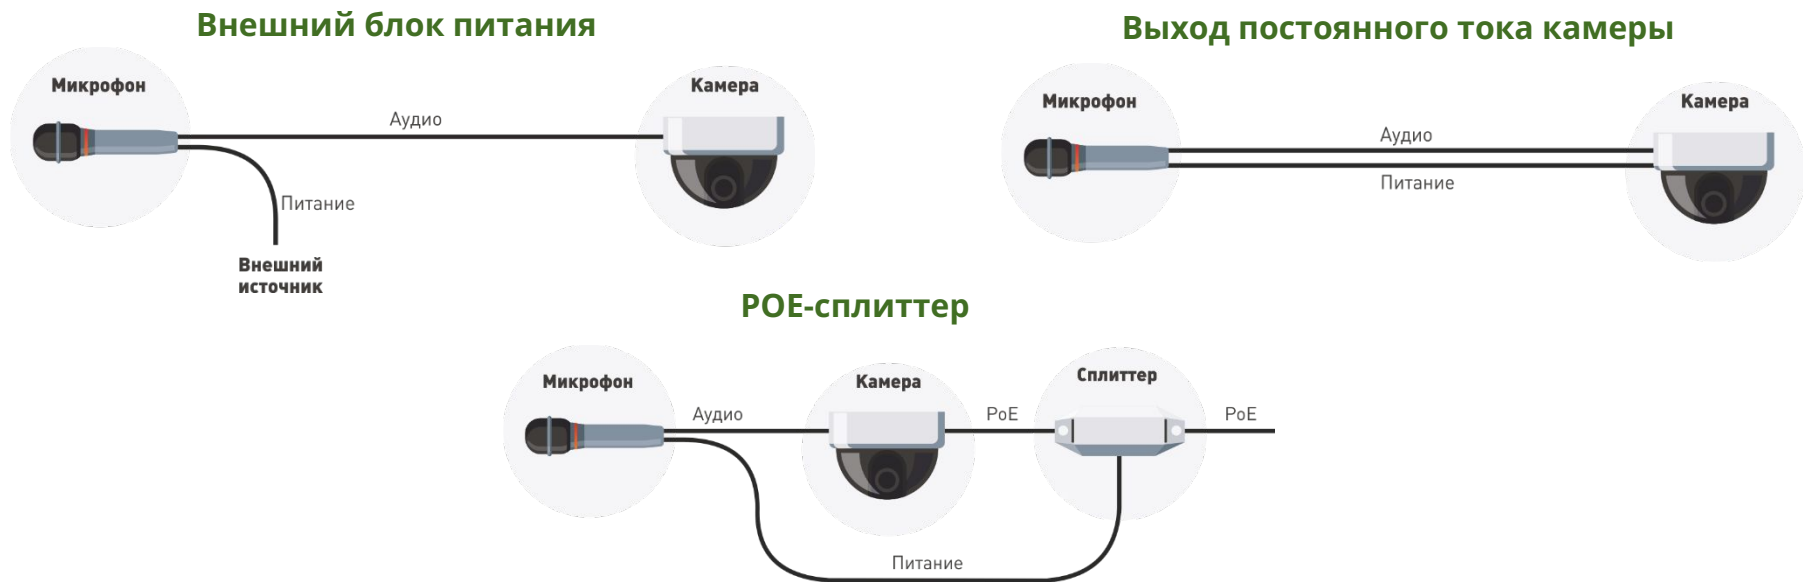 Внешний блок питания
Микрофон
Аудио
Камера
Питание
Внешний
источник
Выход постоянного тока камеры
Микрофон
Аудио
Камера
Питание
POE-сплиттер
Микрофон
Аудио
Камера
PoE
Сплиттер
PoE
Питание